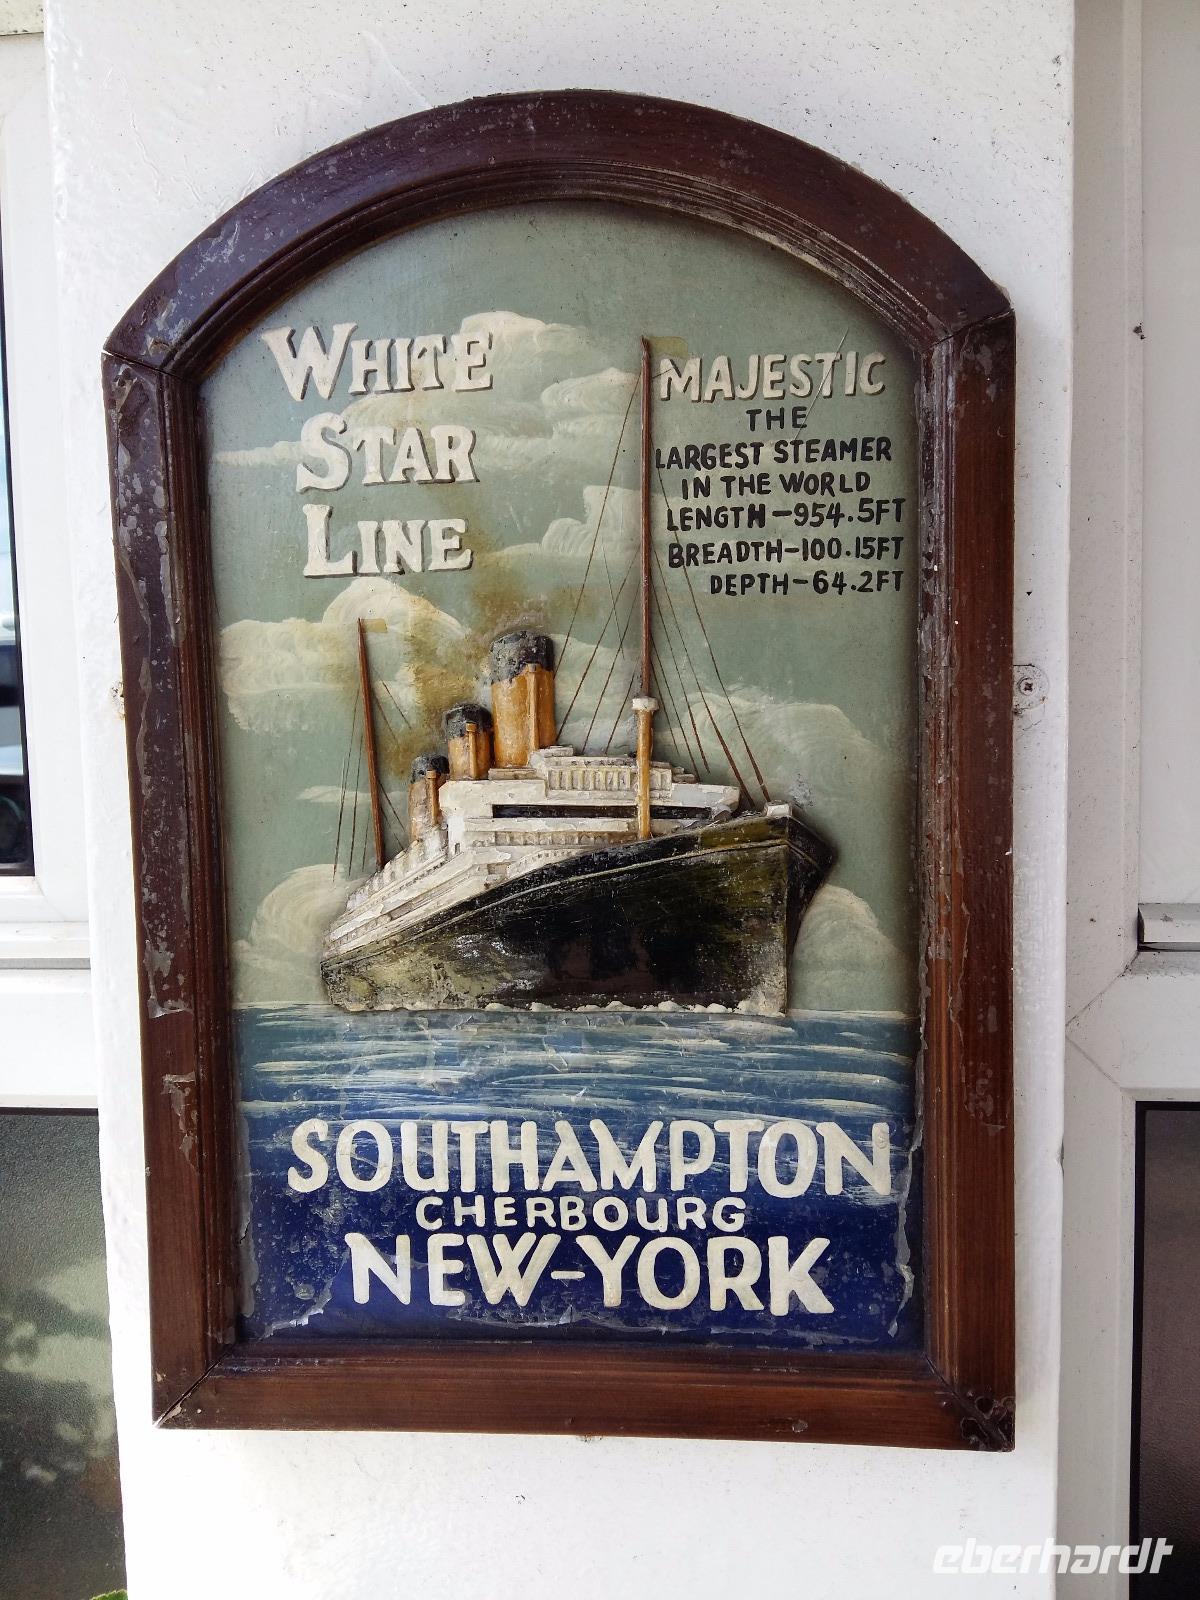 WHITE
STAR
LINE
MAJESTIC
THE
LARGEST STEAMER
IN THE WORLD
LENGTH-954.5FT
BREADTH-100.15FT
DEPTH-64.2FT
SOUTHAMPTON
CHERBOURG
NEW-YORK
eberhardt